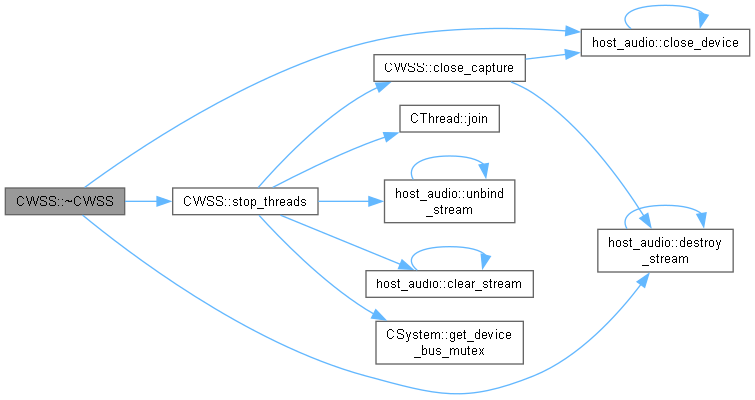 host_audio::close_device
CWSS::close_capture
CThread::join
CWSS::~CWSS
CWSS::stop_threads
host_audio::unbind
_stream
host_audio::destroy
_stream
host_audio::clear_stream
CSystem::get_device
_bus_mutex